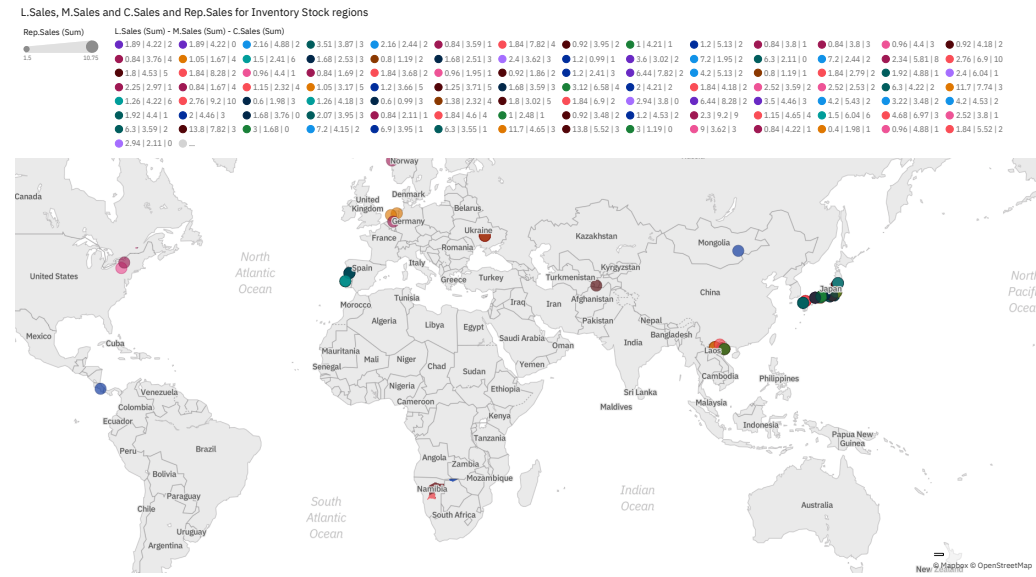 L.Sales, M.Sales and C.Sales and Rep.Sales for Inventory Stock regions
Rep.Sales (Sum)
1.5 10.75
L.Sales (Sum) - M.Sales (Sum) - C.Sales (Sum)
1.89 | 4.22 | 2 1.89 | 4.22 | 0 2.16 | 4.88 | 2 3.51 | 3.87 | 3 2.16 | 2.44 | 2 0.84 | 3.59 | 1 1.84 | 7.82 | 4 0.92 | 3.95 | 2 1 | 4.21 | 1 1.2 | 5.13 | 2 0.84 | 3.8 | 1 0.84 | 3.8 | 3 0.96 | 4.4 | 3 0.92 | 4.18 | 2
0.84 | 3.76 | 4 1.05 | 1.67 | 4 1.5 | 2.41 | 6 1.68 | 2.53 | 3 0.8 | 1.19 | 2 1.68 | 2.51 | 3 2.4 | 3.62 | 3 1.2 | 0.99 | 1 3.6 | 3.02 | 2 7.2 | 1.95 | 2 6.3 | 2.11 | 0 7.2 | 2.44 | 2 2.34 | 5.81 | 8 2.76 | 6.9 | 10
1.8 | 4.53 | 5 1.84 | 8.28 | 2 0.96 | 4.4 | 1 0.84 | 1.69 | 2 1.84 | 3.68 | 2 0.96 | 1.95 | 1 0.92 | 1.86 | 2 1.2 | 2.41 | 3 6.44 | 7.82 | 2 4.2 | 5.13 | 2 0.8 | 1.19 | 1 1.84 | 2.79 | 2 1.92 | 4.88 | 1 2.4 | 6.04 | 1
2.25 | 2.97 | 1 0.84 | 1.67 | 4 1.15 | 2.32 | 4 1.05 | 3.17 | 5 1.2 | 3.66 | 5 1.25 | 3.71 | 5 1.68 | 3.59 | 3 3.12 | 6.58 | 4 2 | 4.21 | 2 1.84 | 4.18 | 2 2.52 | 3.59 | 2 2.52 | 2.53 | 2 6.3 | 4.22 | 2 11.7 | 7.74 | 3
1.26 | 4.22 | 6 2.76 | 9.2 | 10 0.6 | 1.98 | 3 1.26 | 4.18 | 3 0.6 | 0.99 | 3 1.38 | 2.32 | 4 1.8 | 3.02 | 5 1.84 | 6.9 | 2 2.94 | 3.8 | 0 6.44 | 8.28 | 2 3.5 | 4.46 | 3 4.2 | 5.43 | 2 3.22 | 3.48 | 2 4.2 | 4.53 | 2
1.92 | 4.4 | 1 2 | 4.46 | 3 1.68 | 3.76 | 0 2.07 | 3.95 | 3 0.84 | 2.11 | 1 1.84 | 4.6 | 4 0.92 | 3.48 | 2 1.2 | 4.53 | 2 2.3 | 9.2 | 9 1.15 | 4.65 | 4 1.5 | 6.04 | 6 4.68 | 6.97 | 3 2.52 | 3.8 | 1
6.3 | 3.59 | 2 13.8 | 7.82 | 3 3 | 1.68 | 0 7.2 | 4.15 | 2 6.9 | 3.95 | 1 6.3 | 3.55 | 1 11.7 | 4.65 | 3 13.8 | 5.52 | 3 3 | 1.19 | 0 9 | 3.62 | 3 0.84 | 4.22 | 1 0.4 | 1.98 | 1 0.96 | 4.88 | 1 1.84 | 5.52 | 2
2.94 | 2.11 | 0 ...
Norway
Canada
Denmark
United
Kingdom
Belarus
Germany
Ukraine
Kazakhstan
Mongolia
France
Romania
North
Atlantic
Ocean
Italy
Spain
United States
Kyrgyzstan
Turkmenistan
Greece
Turkey
China
Japan
North
Pacific
Ocean
Tunisia
Morocco
Iraq
Iran
Afghanistan
Algeria
Libya
Egypt
Pakistan
Nepal
Mexico
Cuba
Bangladesh
Saudi Arabia
Oman
India
Mauritania
Mali
Niger
Laos
Senegal
Chad
Sudan
Yemen
Cambodia
Philippines
Nigeria
Ethiopia
Venezuela
Sri Lanka
Cameroon
Malaysia
Maldives
Colombia
Kenya
Ecuador
Indonesia
Papua New
Guinea
Tanzania
Peru
Brazil
Angola
Zambia
Bolivia
Mozambique
Namibia
Indian
Ocean
Paraguay
South
Atlantic
Ocean
Australia
Chile
South Africa
Uruguay
Argentina
New Zealand
© Mapbox © OpenStreetMap